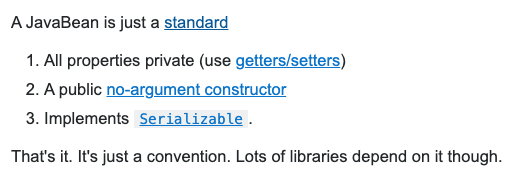 A JavaBean is just a standard
1. All properties private (use getters/setters)
2. A public no-argument constructor
3. Implements Serializable .
That's it. It's just a convention. Lots of libraries depend on it though.